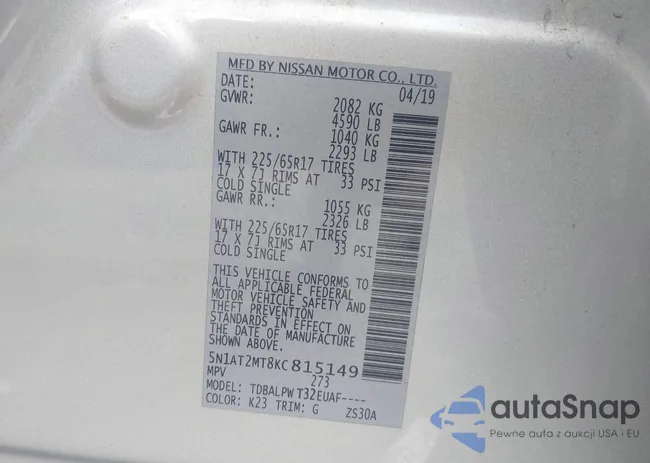 MFD BY NISSAN MOTOR CO., LTD.
DATE: 04/19
GVWR: 2082 KG
4590 LB
GAWR FR.: 1040 KG
2293 LB
WITH 225/65R17 TIRES
17 X 7J RIMS AT 33 PSI
COLD SINGLE
GAWR RR.: 1055 KG
2326 LB
WITH 225/65R17 TIRES
17 X 7J RIMS AT 33 PSI
COLD SINGLE
THIS VEHICLE CONFORMS TO
ALL APPLICABLE FEDERAL
MOTOR VEHICLE SAFETY AND
THEFT PREVENTION
STANDARDS IN EFFECT ON
THE DATE OF MANUFACTURE
SHOWN ABOVE.
5N1AT2MT8KC815149
MPV 273
MODEL: TDBALPW T32EUAF----
COLOR: K23 TRIM: G ZS30A
autoSnap
Pewne auta z aukcji USA i EU